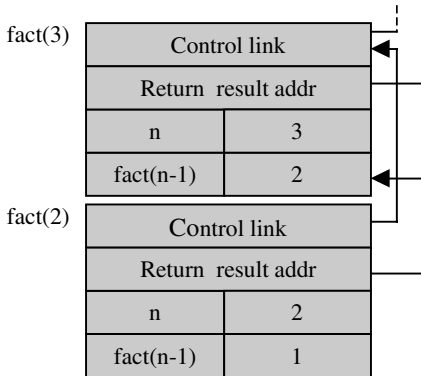 fact(3)
Control link
Return result addr
n 3
fact(n-1) 2
fact(2)
Control link
Return result addr
n 2
fact(n-1) 1